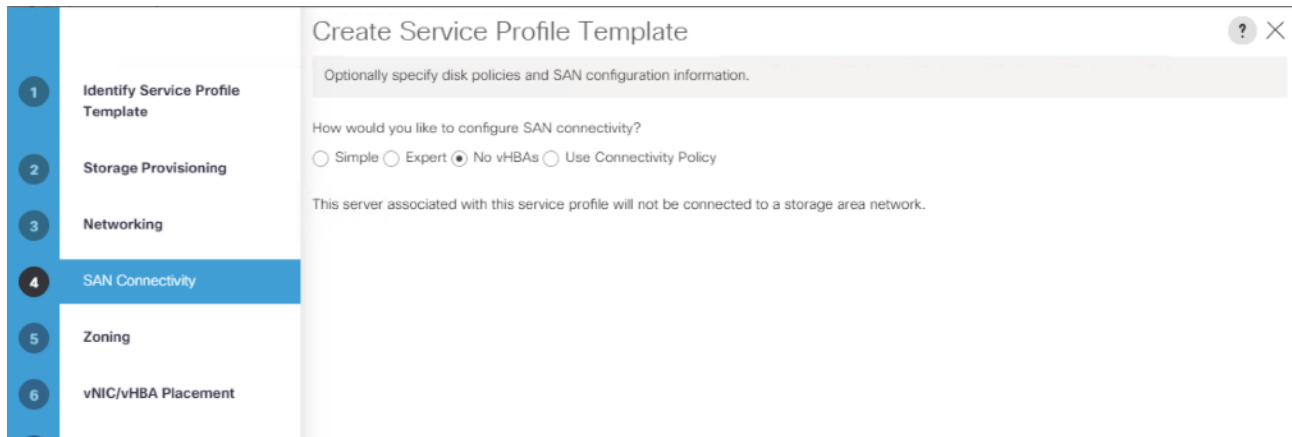 Create Service Profile Template
?
Optionally specify disk policies and SAN configuration information.
1
Identify Service Profile
Template
How would you like to configure SAN connectivity?
Simple Expert No vHBAs Use Connectivity Policy
2
Storage Provisioning
This server associated with this service profile will not be connected to a storage area network.
3
Networking
4
SAN Connectivity
5
Zoning
6
vNIC/vHBA Placement